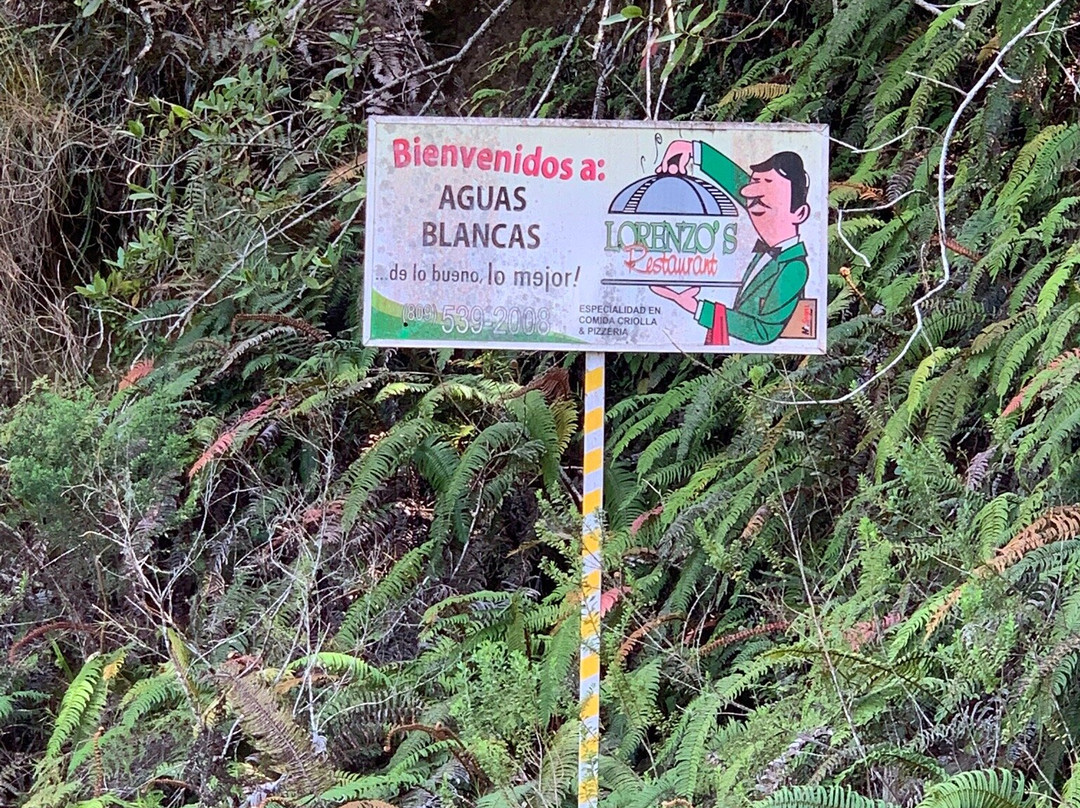 Bienvenidos a:
AGUAS
BLANCAS
...de lo bueno, lo mejor!
(809) 539-2008
LORENZO'S
Restaurant
ESPECIALIDAD EN
COMIDA CRIOLLA
& PIZZERIA